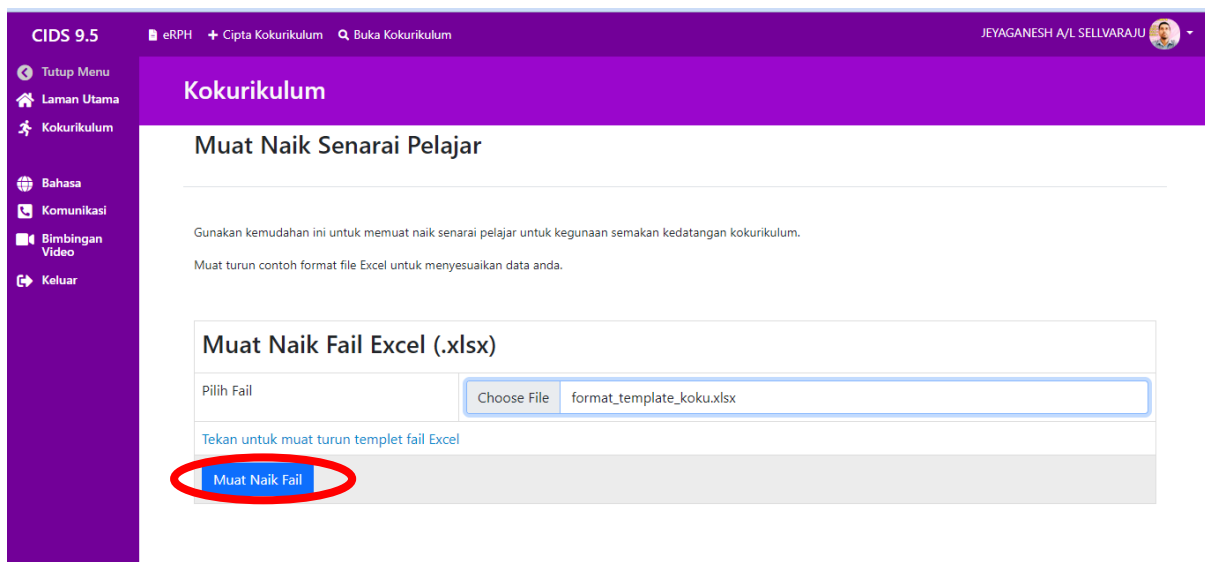 CIDS 9.5
eRPH + Cipta Kokurikulum Buka Kokurikulum
JEYAGANESH A/L SELLVARAJU
Tutup Menu
Laman Utama
Kokurikulum
Bahasa
Komunikasi
Bimbingan
Video
Keluar
Kokurikulum
Muat Naik Senarai Pelajar
Gunakan kemudahan ini untuk memuat naik senarai pelajar untuk kegunaan semakan kedatangan kokurikulum.
Muat turun contoh format file Excel untuk menyesuaikan data anda.
Muat Naik Fail Excel (.xlsx)
Pilih Fail
Choose File format_template_koku.xlsx
Tekan untuk muat turun templet fail Excel
Muat Naik Fail